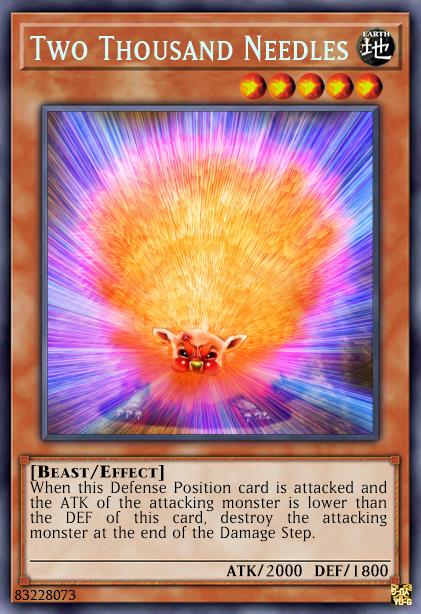 Two Thousand Needles
EARTH
地
[Beast/Effect]
When this Defense Position card is attacked and
the ATK of the attacking monster is lower than
the DEF of this card, destroy the attacking
monster at the end of the Damage Step.
ATK/2000 DEF/1800
83228073